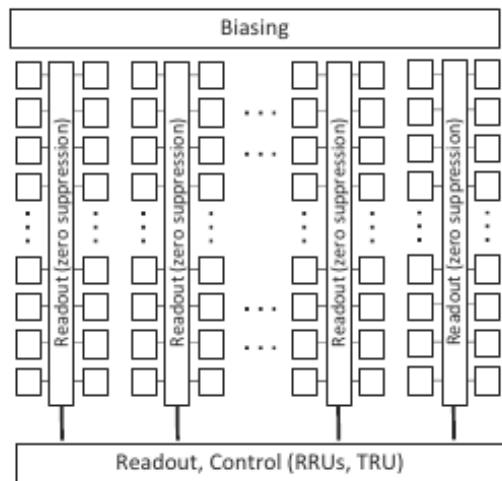 Biasing
Readout (zero suppression)
Readout (zero suppression)
Readout (zero suppression)
Readout (zero suppression)
Readout, Control (RRUs, TRU)